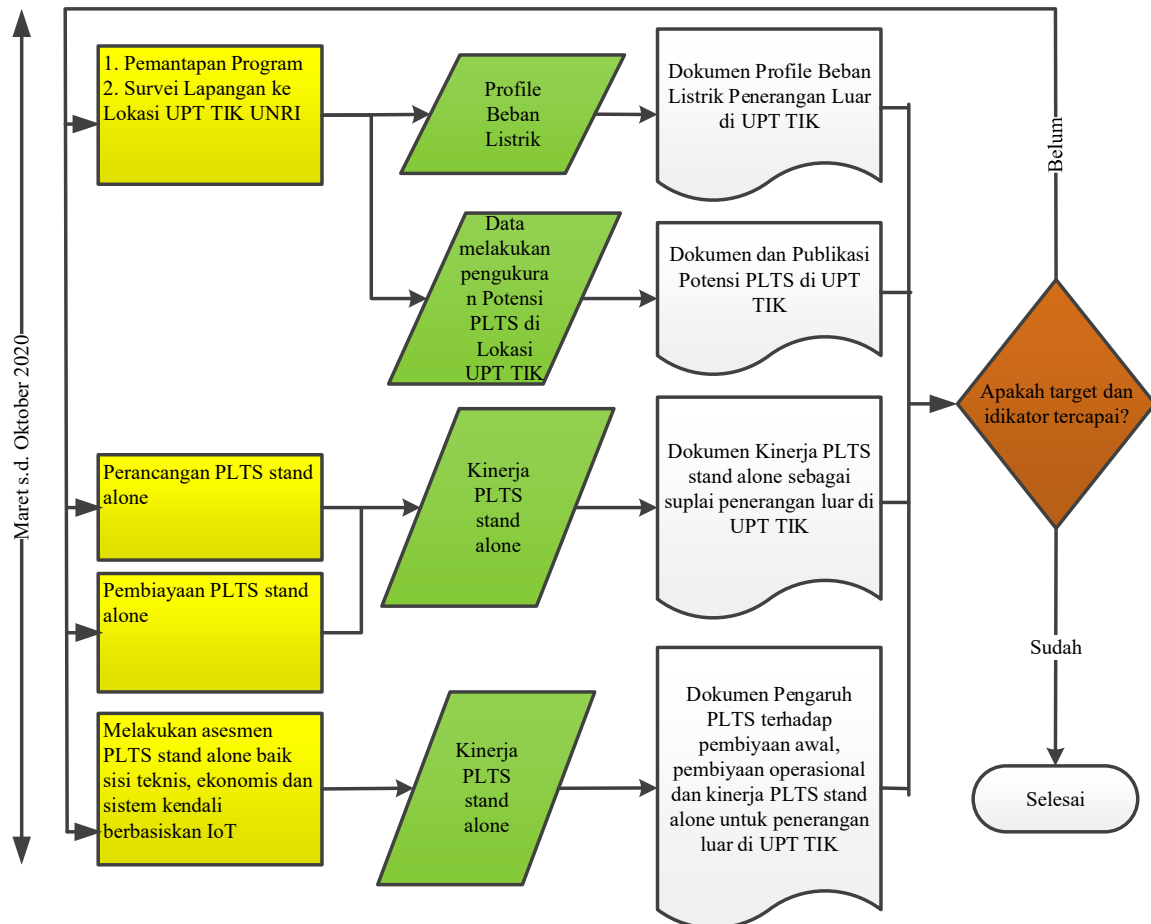 Maret s.d. Oktober 2020
1. Pemantapan Program
2. Survei Lapangan ke
Lokasi UPT TIK UNRI
Profile
Beban
Listrik
Dokumen Profile Beban
Listrik Penerangan Luar
di UPT TIK
Belum
Data
melakukan
pengukura
n Potensi
PLTS di
Lokasi
UPT TIK
Dokumen dan Publikasi
Potensi PLTS di UPT
TIK
Apakah target dan
idikator tercapai?
Perancangan PLTS stand
alone
Pembiayaan PLTS stand
alone
Kinerja
PLTS
stand
alone
Dokumen Kinerja PLTS
stand alone sebagai
suplai penerangan luar di
UPT TIK
Sudah
Melakukan asesmen
PLTS stand alone baik
sisi teknis, ekonomis dan
sistem kendali
berbasiskan IoT
Kinerja
PLTS
stand
alone
Dokumen Pengaruh
PLTS terhadap
pembiyaan awal,
pembiyaan operasional
dan kinerja PLTS stand
alone untuk penerangan
luar di UPT TIK
Selesai